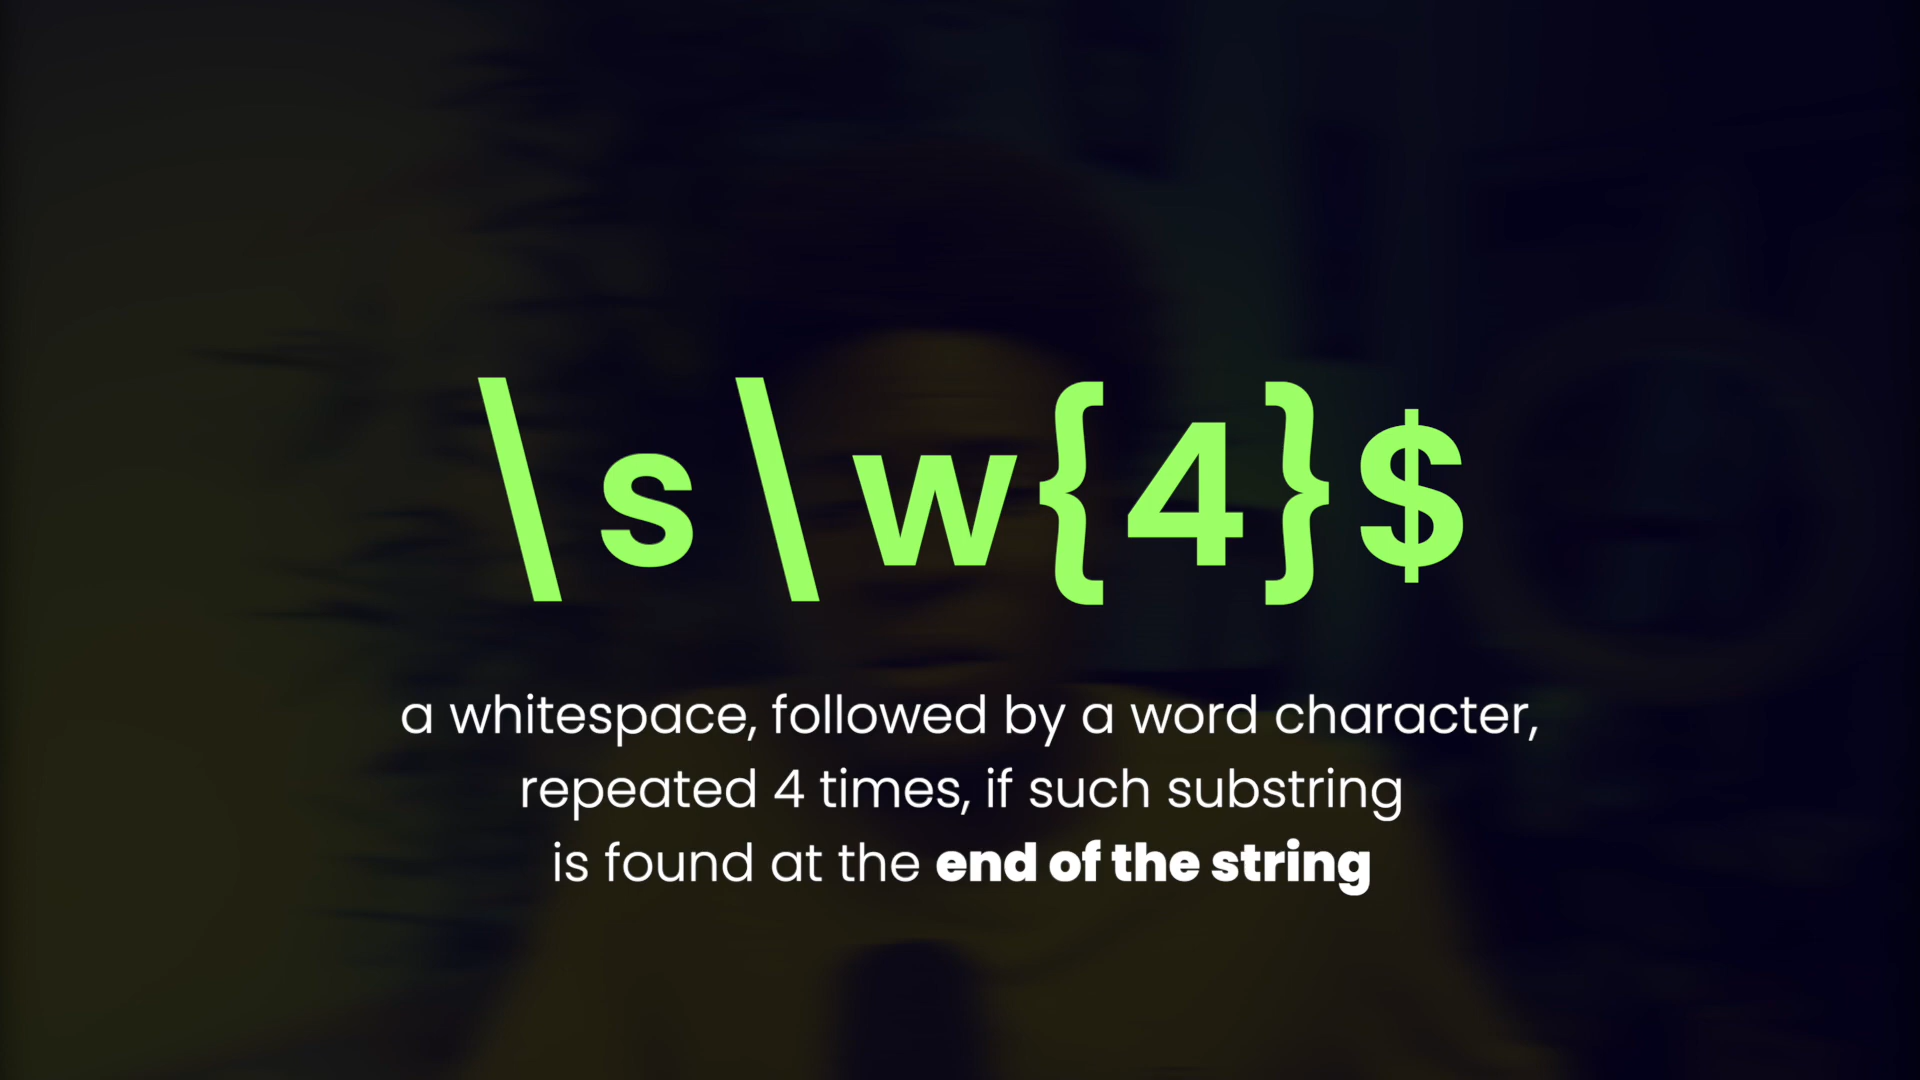 \s\w{4}$
a whitespace, followed by a word character,
repeated 4 times, if such substring
is found at the end of the string